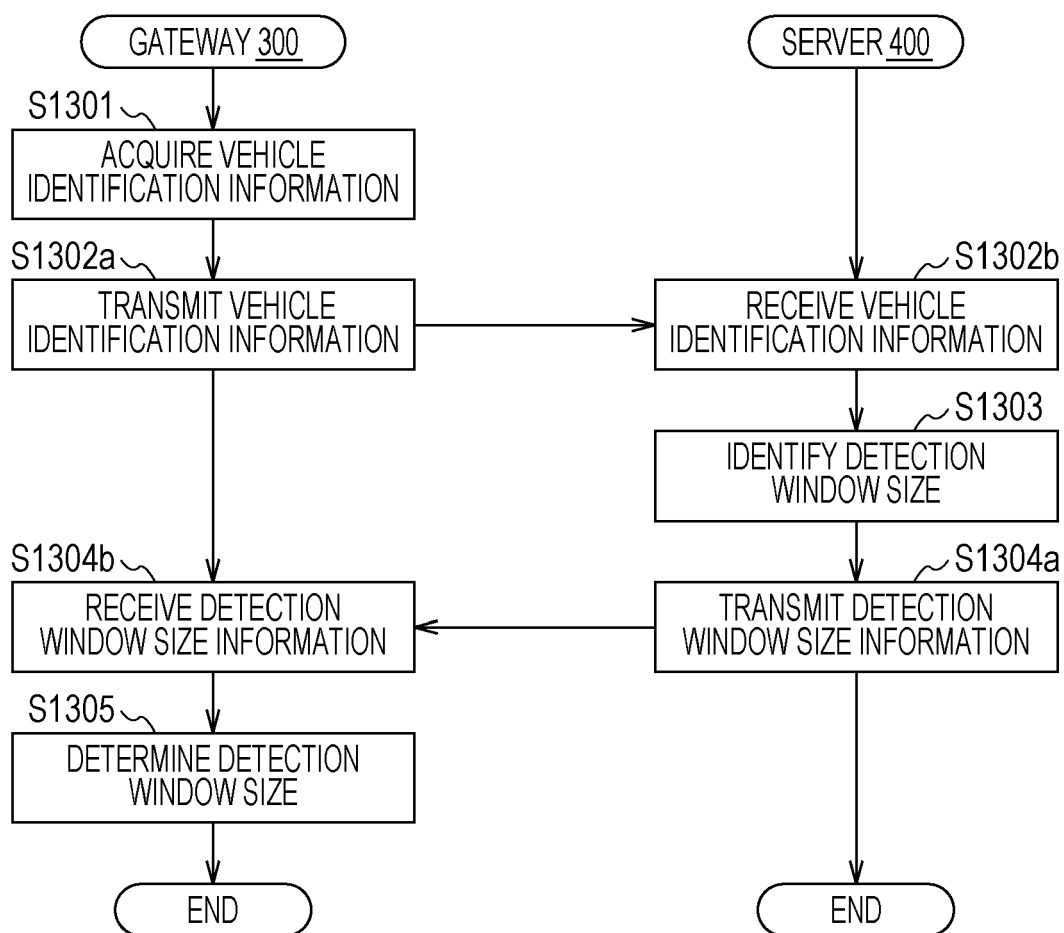 GATEWAY 300
SERVER 400
S1301
ACQUIRE VEHICLE
IDENTIFICATION INFORMATION
S1302a
TRANSMIT VEHICLE
IDENTIFICATION INFORMATION
S1302b
RECEIVE VEHICLE
IDENTIFICATION INFORMATION
S1303
IDENTIFY DETECTION
WINDOW SIZE
S1304a
TRANSMIT DETECTION
WINDOW SIZE INFORMATION
S1304b
RECEIVE DETECTION
WINDOW SIZE INFORMATION
S1305
DETERMINE DETECTION
WINDOW SIZE
END
END